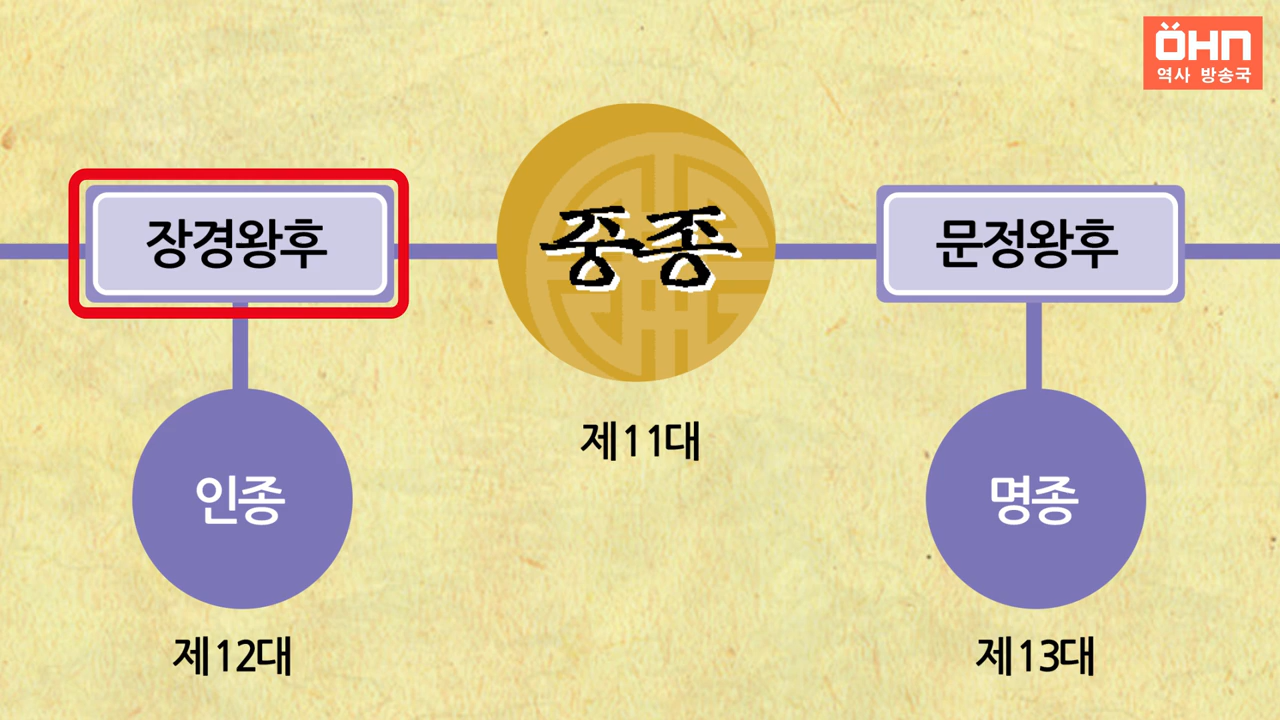 OHN
역사 방송국
장경왕후
중종
문정왕후
제11대
인종
명종
제12대
제13대